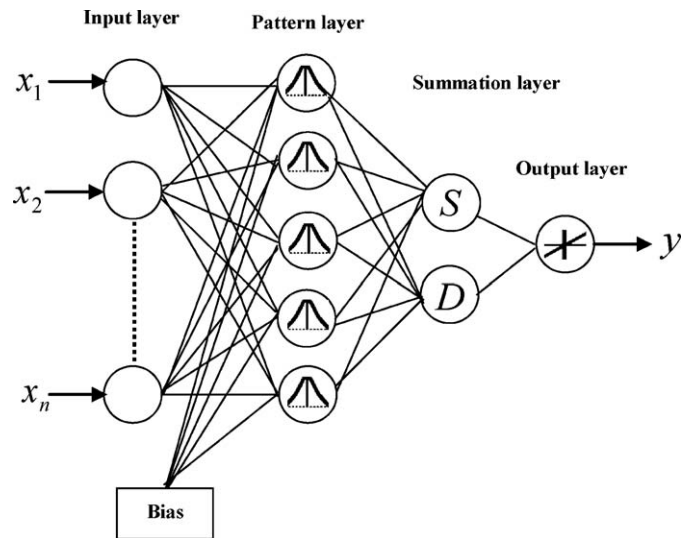 Input layer
Pattern layer
Summation layer
Output layer
x1
x2
xn
S
D
y
Bias